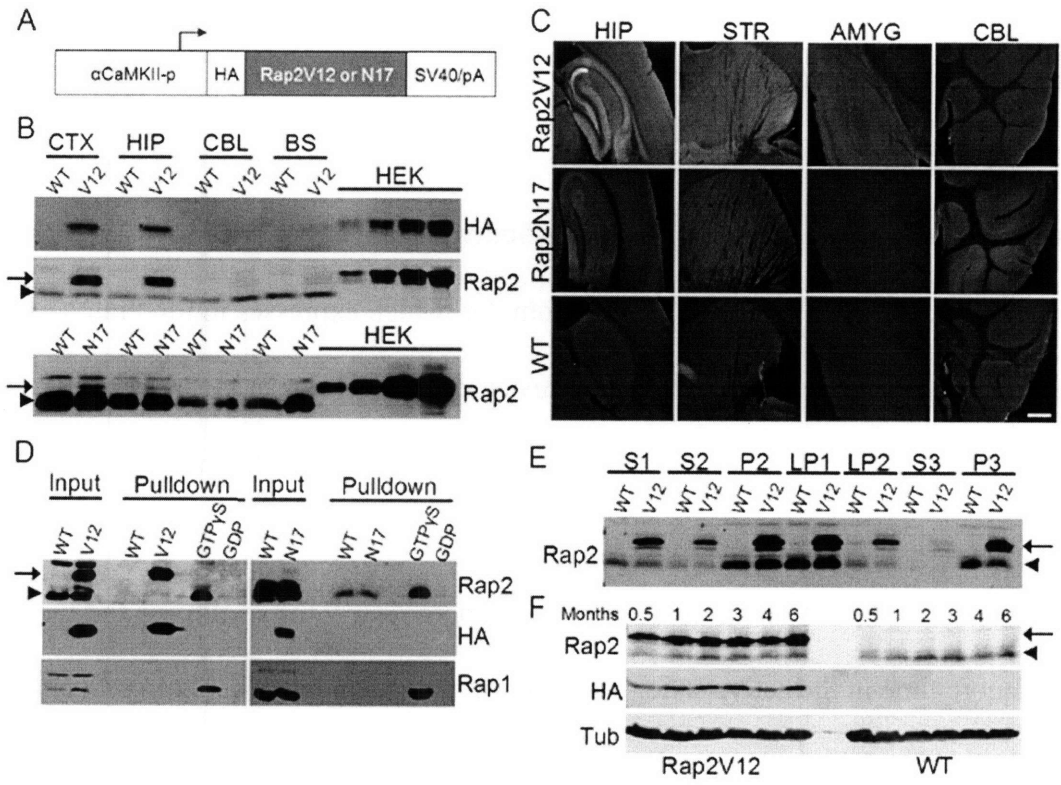 A
αCaMKII-p HA Rap2V12 or N17 SV40/pA
B
CTX HIP CBL BS
WT V12 WT V12 WT V12 WT V12 HEK
HA
Rap2
WT N17 WT N17 WT N17 WT N17 HEK
Rap2
C
HIP STR AMYG CBL
Rap2V12
Rap2N17
WT
D
Input Pulldown Input Pulldown
WT V12 WT V12 GTPγS GDP WT N17 WT N17 GTPγS GDP
Rap2
HA
Rap1
E
S1 S2 P2 LP1 LP2 S3 P3
WT V12 WT V12 WT V12 WT V12 WT V12 WT V12 WT V12
Rap2
F
Months 0.5 1 2 3 4 6 0.5 1 2 3 4 6
Rap2
HA
Tub
Rap2V12 WT